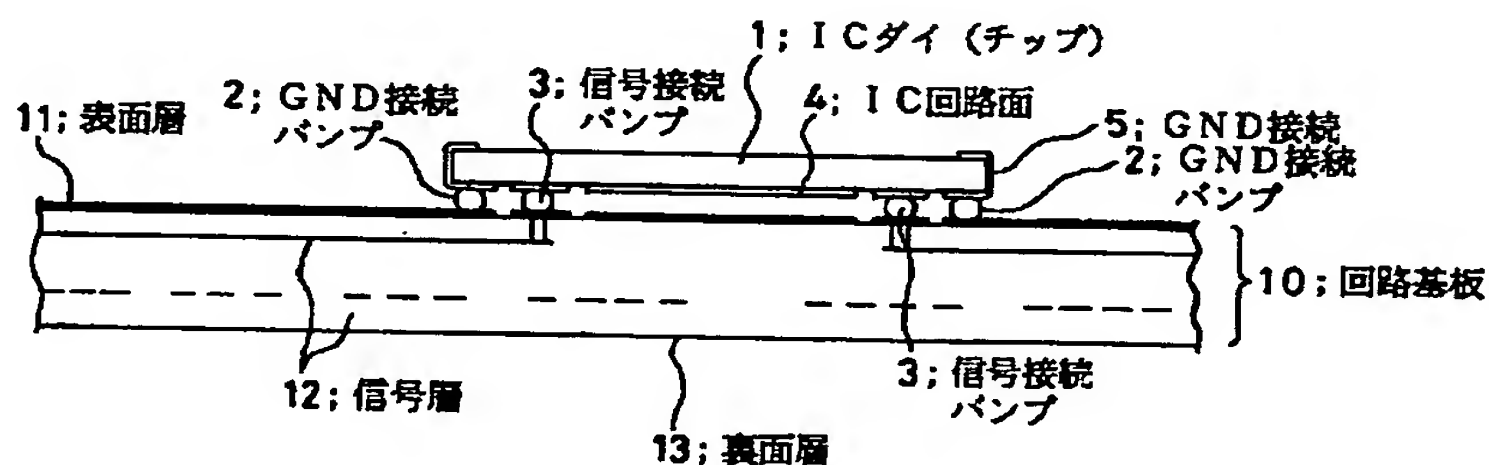 1; ICダイ (チップ)
2; GND接続
バンプ
3; 信号接続
バンプ
4; IC回路面
11; 表面層
5; GND接続
2; GND接続
バンプ
10; 回路基板
12; 信号層
3; 信号接続
バンプ
13; 裏面層